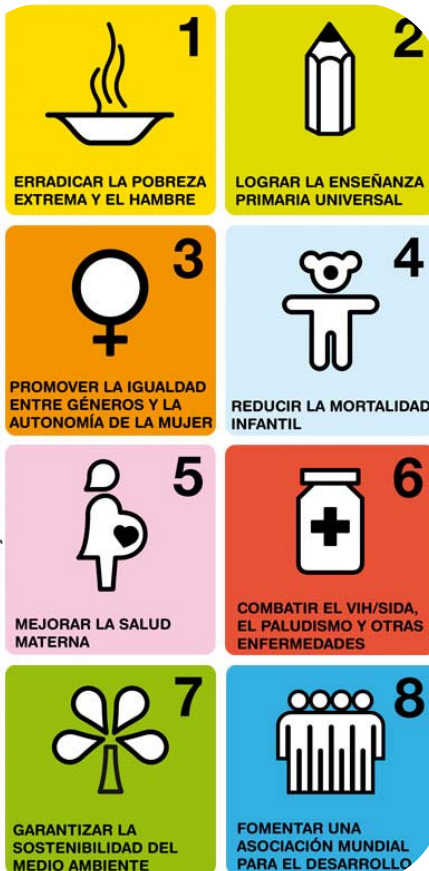 1
ERRADICAR LA POBREZA
EXTREMA Y EL HAMBRE
2
LOGRAR LA ENSEÑANZA
PRIMARIA UNIVERSAL
3
PROMOVER LA IGUALDAD
ENTRE GÉNEROS Y LA
AUTONOMÍA DE LA MUJER
4
REDUCIR LA MORTALIDAD
INFANTIL
5
MEJORAR LA SALUD
MATERNA
6
COMBATIR EL VIH/SIDA,
EL PALUDISMO Y OTRAS
ENFERMEDADES
7
GARANTIZAR LA
SOSTENIBILIDAD DEL
MEDIO AMBIENTE
8
FOMENTAR UNA
ASOCIACIÓN MUNDIAL
PARA EL DESARROLLO